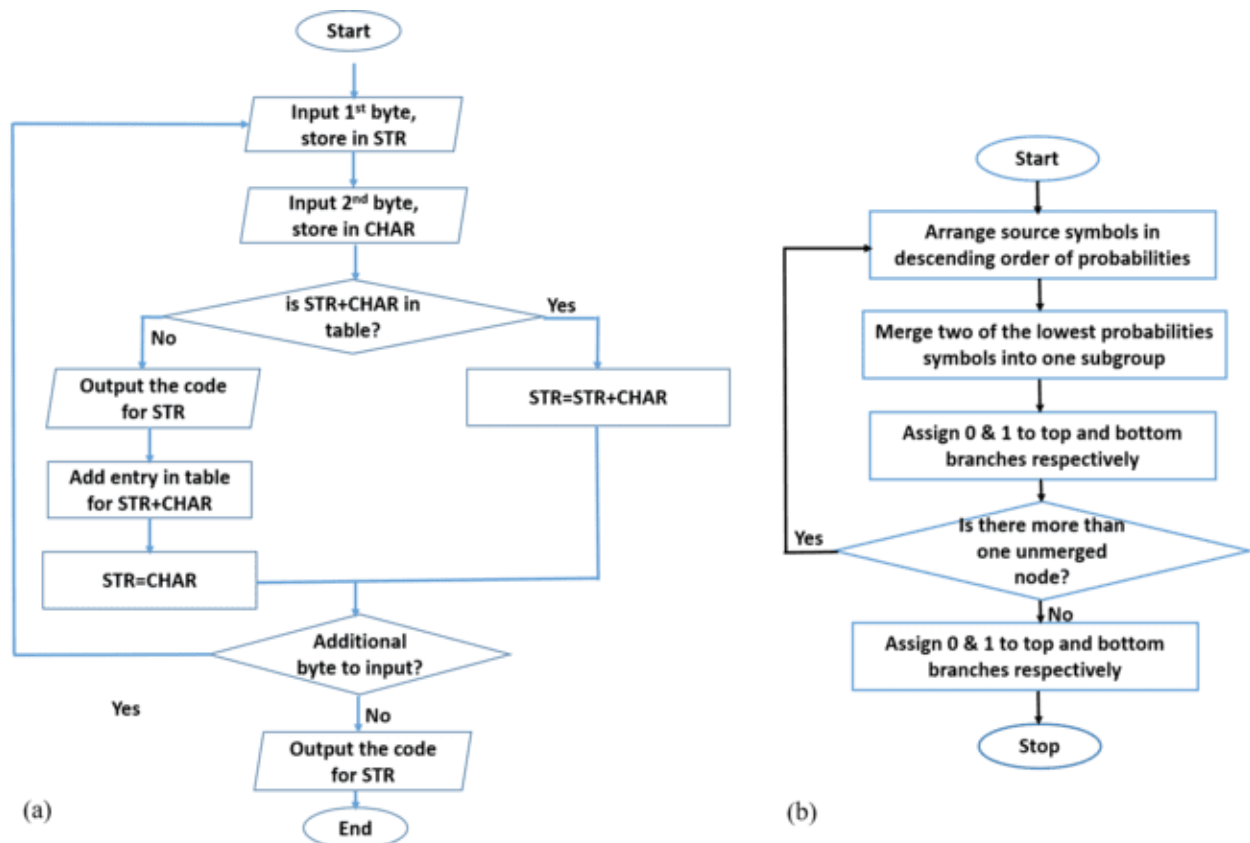 Start
Input 1st byte,
store in STR
Input 2nd byte,
store in CHAR
is STR+CHAR in
table?
Yes
No
Output the code
for STR
STR=STR+CHAR
Add entry in table
for STR+CHAR
STR=CHAR
Additional
byte to input?
Yes
No
Output the code
for STR
End
(a)
Start
Arrange source symbols in
descending order of probabilities
Merge two of the lowest probabilities
symbols into one subgroup
Assign 0 & 1 to top and bottom
branches respectively
Is there more than
one unmerged
node?
Yes
No
Assign 0 & 1 to top and bottom
branches respectively
Stop
(b)